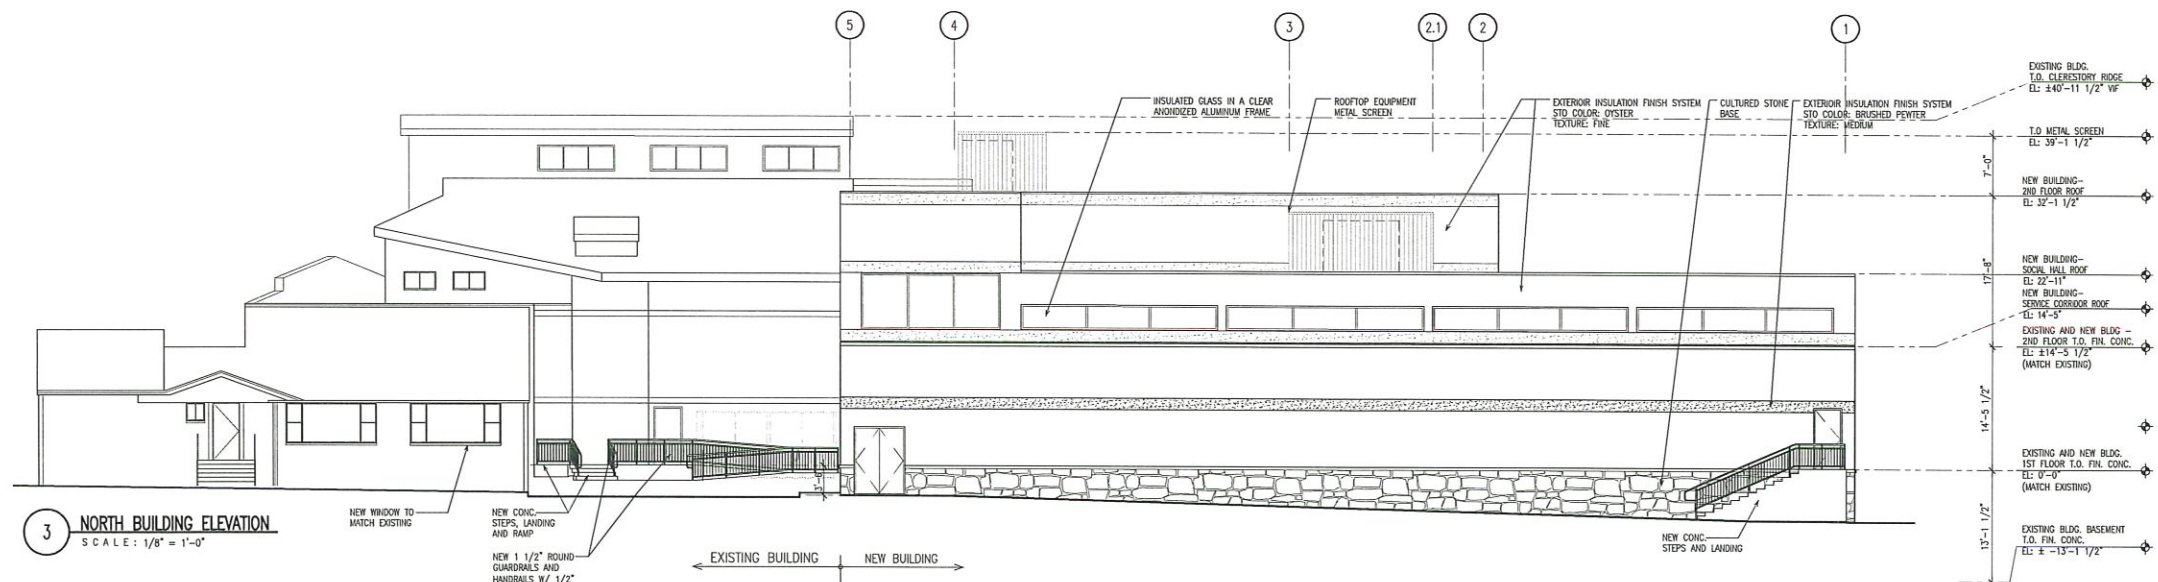 5
4
3
2.1
2
1
EXISTING BLDG.
T.O. CLERESTORY RIDGE
EL: ±40'-11 1/2" VIF
INSULATED GLASS IN A CLEAR
ANONDIZED ALUMINUM FRAME
ROOFTOP EQUIPMENT
METAL SCREEN
EXTERIOIR INSULATION FINISH SYSTEM
STO COLOR: OYSTER
TEXTURE: FINE
CULTURED STONE
BASE
EXTERIOIR INSULATION FINISH SYSTEM
STO COLOR: BRUSHED PEWTER
TEXTURE: MEDIUM
T.O METAL SCREEN
EL: 39'-1 1/2"
7'-0"
NEW BUILDING-
2ND FLOOR ROOF
EL: 32'-1 1/2"
17'-8"
NEW BUILDING-
SOCIAL HALL ROOF
EL: 22'-11"
NEW BUILDING-
SERVICE CORRIDOR ROOF
EL: 14'-5"
EXISTING AND NEW BLDG -
2ND FLOOR T.O. FIN. CONC.
EL: ±14'-5 1/2"
(MATCH EXISTING)
14'-5 1/2"
EXISTING AND NEW BLDG.
1ST FLOOR T.O. FIN. CONC.
EL: 0'-0"
(MATCH EXISTING)
13'-1 1/2"
EXISTING BLDG. BASEMENT
T.O. FIN. CONC.
EL: ± -13'-1 1/2"
3
NORTH BUILDING ELEVATION
SCALE: 1/8" = 1'-0"
NEW WINDOW TO
MATCH EXISTING
NEW CONC.
STEPS, LANDING
AND RAMP
NEW 1 1/2" ROUND
GUARDRAILS AND
HANDRAILS W/ 1/2"
EXISTING BUILDING
NEW BUILDING
NEW CONC.
STEPS AND LANDING